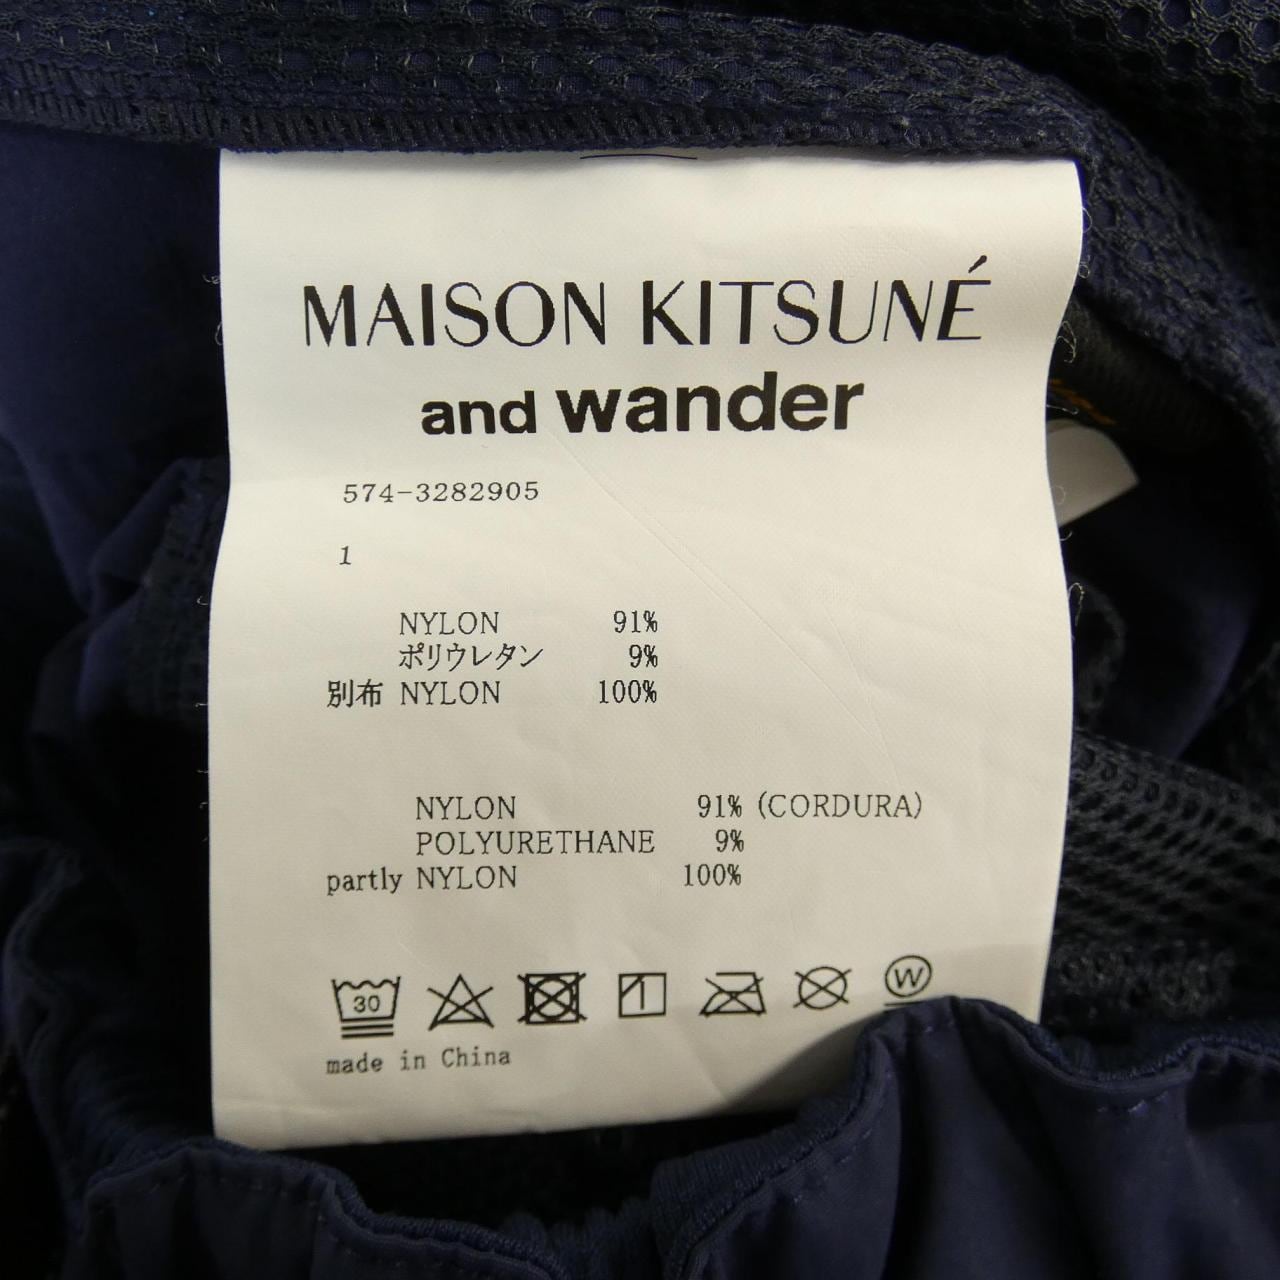 MAISON KITSUNÉ
and wander
574-3282905
1
NYLON 91%
ポリウレタン 9%
別布 NYLON 100%
NYLON 91% (CORDURA)
POLYURETHANE 9%
partly NYLON 100%
30 W
made in China